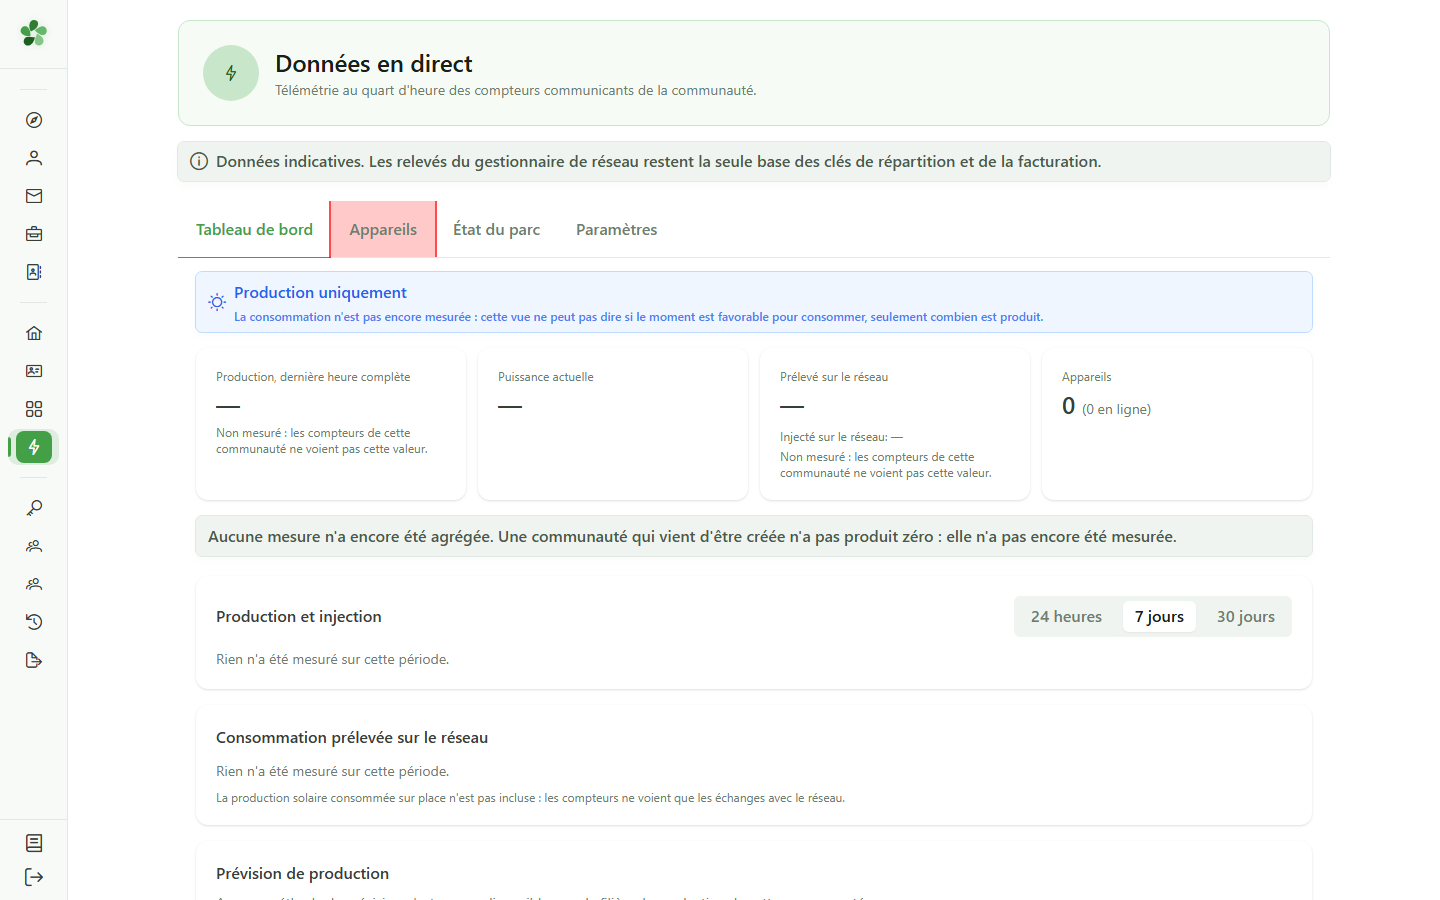 Données en direct
Télémétrie au quart d'heure des compteurs communicants de la communauté.
Données indicatives. Les relevés du gestionnaire de réseau restent la seule base des clés de répartition et de la facturation.
Tableau de bord
Appareils
État du parc
Paramètres
Production uniquement
La consommation n'est pas encore mesurée : cette vue ne peut pas dire si le moment est favorable pour consommer, seulement combien est produit.
Production, dernière heure complète
—
Non mesuré : les compteurs de cette
communauté ne voient pas cette valeur.
Puissance actuelle
—
Prélevé sur le réseau
—
Injecté sur le réseau: —
Non mesuré : les compteurs de cette
communauté ne voient pas cette valeur.
Appareils
0 (0 en ligne)
Aucune mesure n'a encore été agrégée. Une communauté qui vient d'être créée n'a pas produit zéro : elle n'a pas encore été mesurée.
Production et injection
24 heures
7 jours
30 jours
Rien n'a été mesuré sur cette période.
Consommation prélevée sur le réseau
Rien n'a été mesuré sur cette période.
La production solaire consommée sur place n'est pas incluse : les compteurs ne voient que les échanges avec le réseau.
Prévision de production